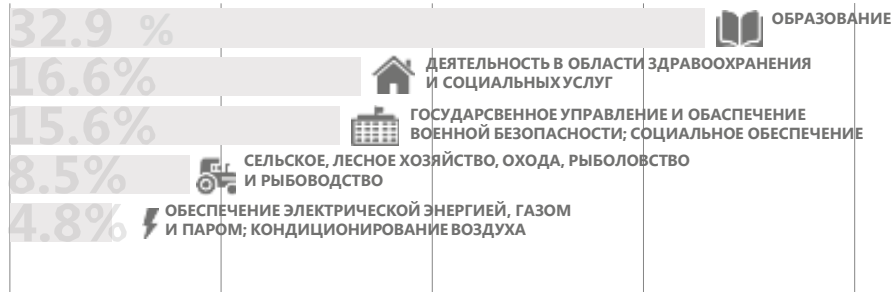 32.9 %
ОБРАЗОВАНИЕ
16.6%
ДЕЯТЕЛЬНОСТЬ В ОБЛАСТИ ЗДРАВООХРАНЕНИЯ
И СОЦИАЛЬНЫХ УСЛУГ
15.6%
ГОСУДАРСВЕННОЕ УПРАВЛЕНИЕ И ОБАСПЕЧЕНИЕ
ВОЕННОЙ БЕЗОПАСНОСТИ; СОЦИАЛЬНОЕ ОБЕСПЕЧЕНИЕ
8.5%
СЕЛЬСКОЕ, ЛЕСНОЕ ХОЗЯЙСТВО, ОХОДА, РЫБОЛОВСТВО
И РЫБОВОДСТВО
4.8%
ОБЕСПЕЧЕНИЕ ЭЛЕКТРИЧЕСКОЙ ЭНЕРГИЕЙ, ГАЗОМ
И ПАРОМ; КОНДИЦИОНИРОВАНИЕ ВОЗДУХА